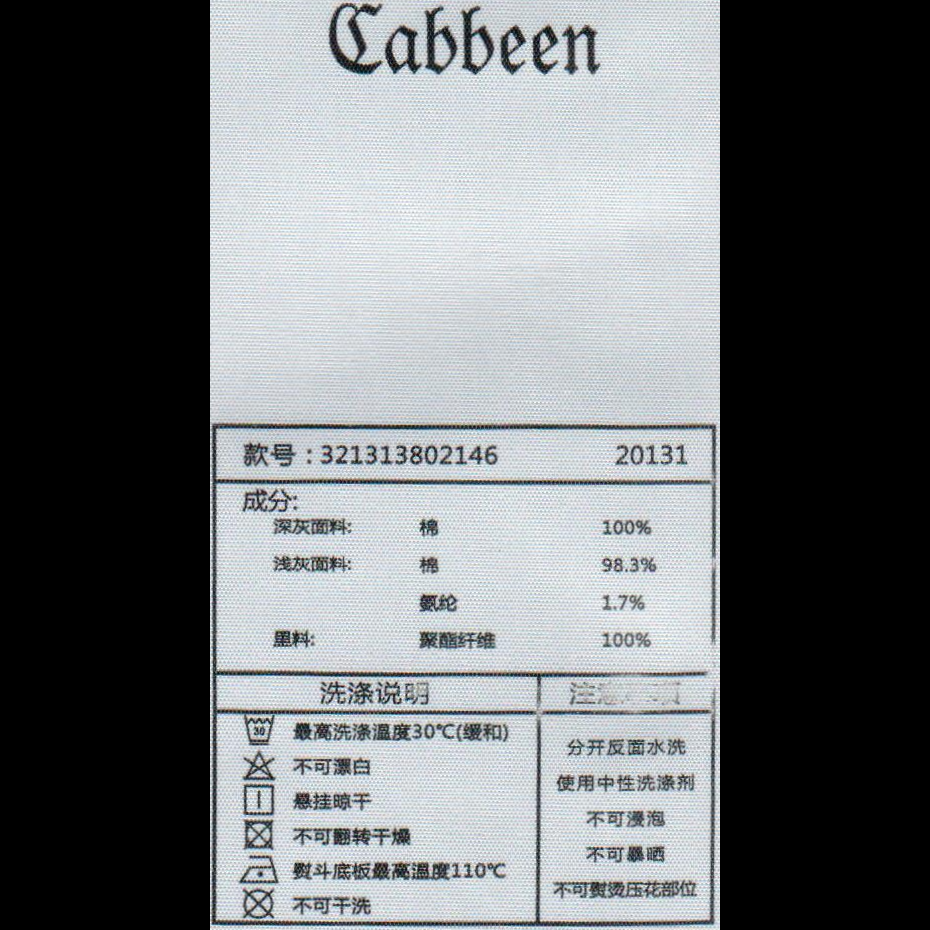 Cabbeen
款号：321313802146 20131
成分:
深灰面料: 棉 100%
浅灰面料: 棉 98.3%
氨纶 1.7%
里料: 聚酯纤维 100%
洗涤说明
30 最高洗涤温度30℃(缓和)
不可漂白
悬挂晾干
不可翻转干燥
熨斗底板最高温度110℃
不可干洗
注意事项
分开反面水洗
使用中性洗涤剂
不可浸泡
不可暴晒
不可熨烫压花部位